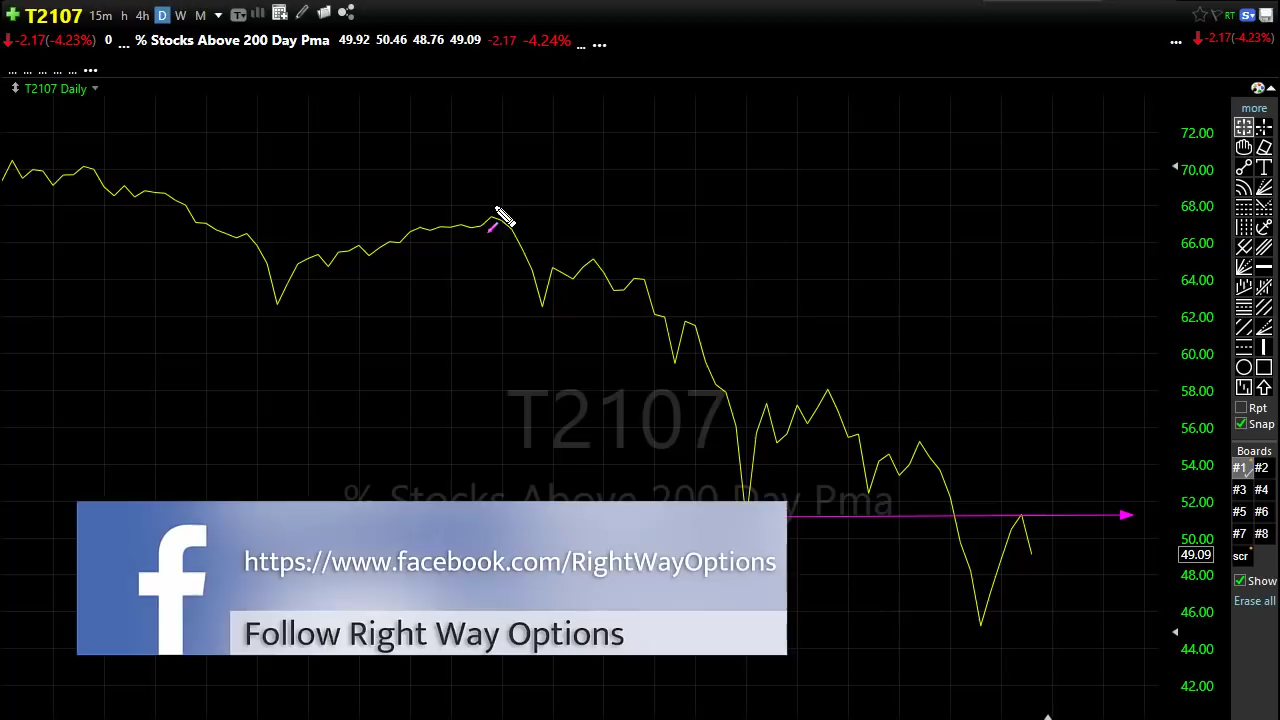 T2107 15m h 4h D W M
RT S
-2.17(-4.23%) 0 ... % Stocks Above 200 Day Pma 49.92 50.46 48.76 49.09 -2.17 -4.24% ... ...
... -2.17(-4.23%)
... ... ... ... ... ...
T2107 Daily
more
72.00
70.00
68.00
66.00
64.00
62.00
60.00
58.00
56.00
54.00
52.00
50.00
49.09
48.00
46.00
44.00
42.00
T2107
% Stocks Above 200 Day Pma
Rpt
Snap
Boards
#1 #2
#3 #4
#5 #6
#7 #8
scr
Show
Erase all
https://www.facebook.com/RightWayOptions
Follow Right Way Options